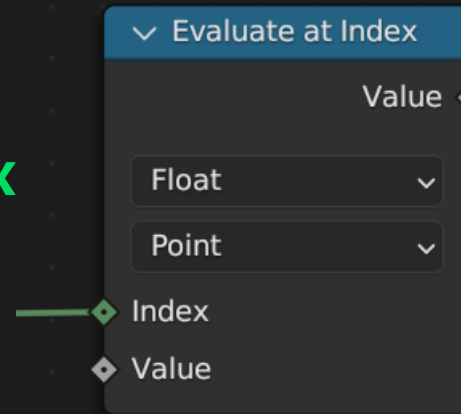 Evaluate at Index
Value
x
Float
Point
Index
Value